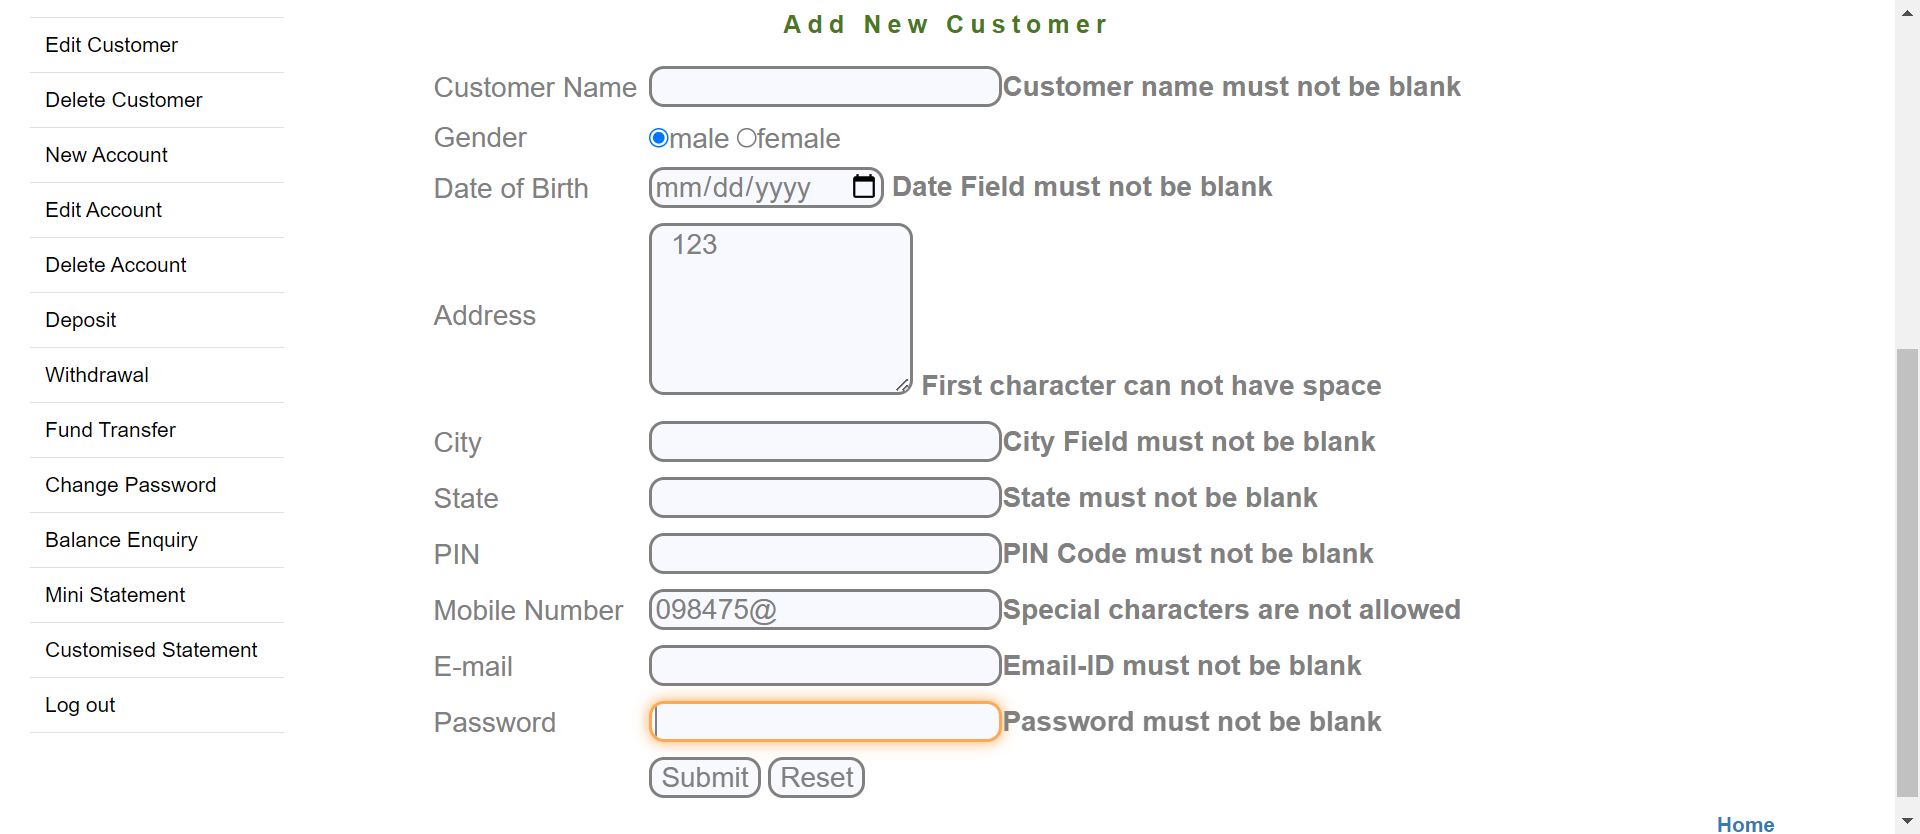 Edit Customer
Delete Customer
New Account
Edit Account
Delete Account
Deposit
Withdrawal
Fund Transfer
Change Password
Balance Enquiry
Mini Statement
Customised Statement
Log out
Add New Customer
Customer Name Customer name must not be blank
Gender male female
Date of Birth mm/dd/yyyy Date Field must not be blank
123
Address
First character can not have space
City City Field must not be blank
State State must not be blank
PIN PIN Code must not be blank
Mobile Number 098475@ Special characters are not allowed
E-mail Email-ID must not be blank
Password Password must not be blank
Submit Reset
Home